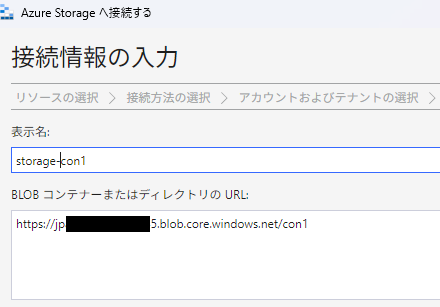 Azure Storage へ接続する
接続情報の入力
リソースの選択 > 接続方法の選択 > アカウントおよびテナントの選択 >
表示名:
storage-con1
BLOB コンテナーまたはディレクトリの URL:
https://jp 5.blob.core.windows.net/con1